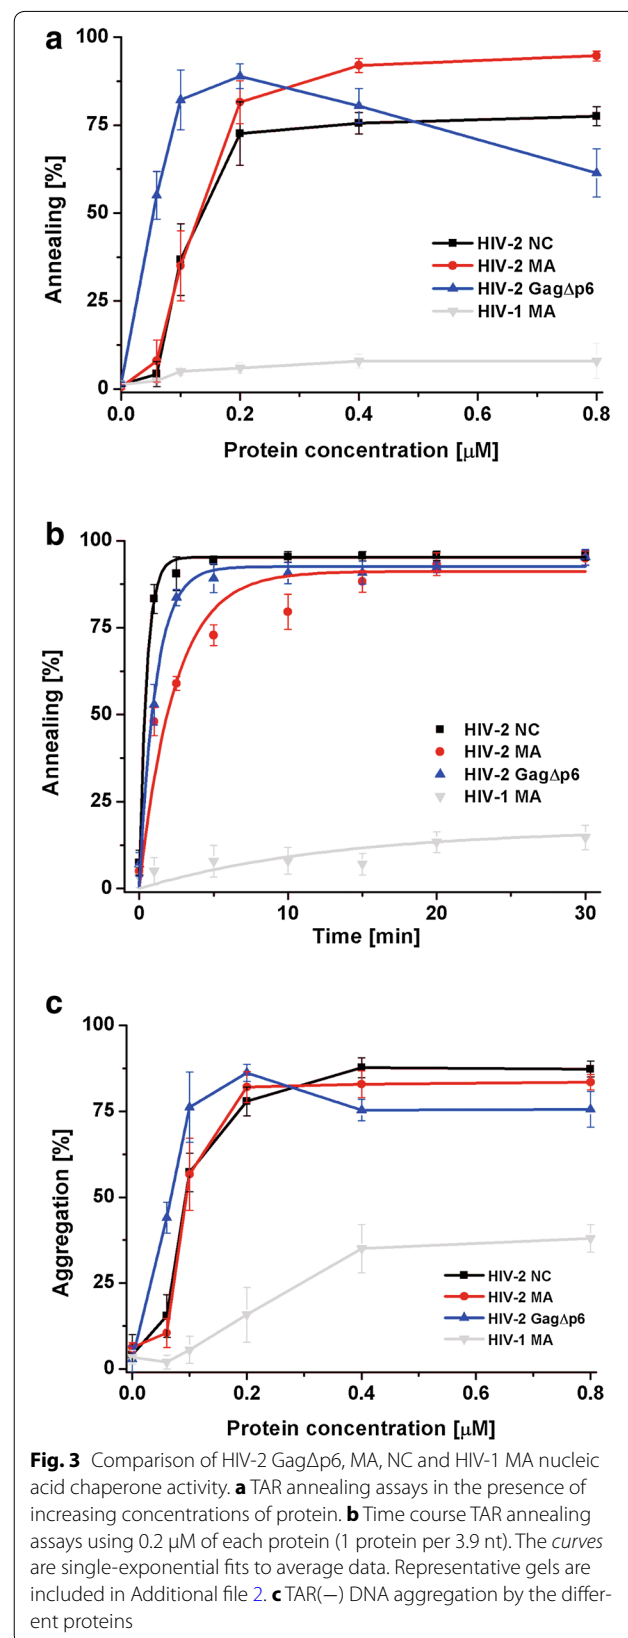 a
100
75
50
25
0
Annealing [%]
HIV-2 NC
HIV-2 MA
HIV-2 GagΔp6
HIV-1 MA
0.0 0.2 0.4 0.6 0.8
Protein concentration [μM]
b
100
75
50
25
0
Annealing [%]
HIV-2 NC
HIV-2 MA
HIV-2 GagΔp6
HIV-1 MA
0 10 20 30
Time [min]
c
100
75
50
25
0
Aggregation [%]
HIV-2 NC
HIV-2 MA
HIV-2 GagΔp6
HIV-1 MA
0.0 0.2 0.4 0.6 0.8
Protein concentration [μM]
Fig. 3 Comparison of HIV-2 GagΔp6, MA, NC and HIV-1 MA nucleic
acid chaperone activity. a TAR annealing assays in the presence of
increasing concentrations of protein. b Time course TAR annealing
assays using 0.2 μM of each protein (1 protein per 3.9 nt). The curves
are single-exponential fits to average data. Representative gels are
included in Additional file 2. c TAR(−) DNA aggregation by the differ-
ent proteins